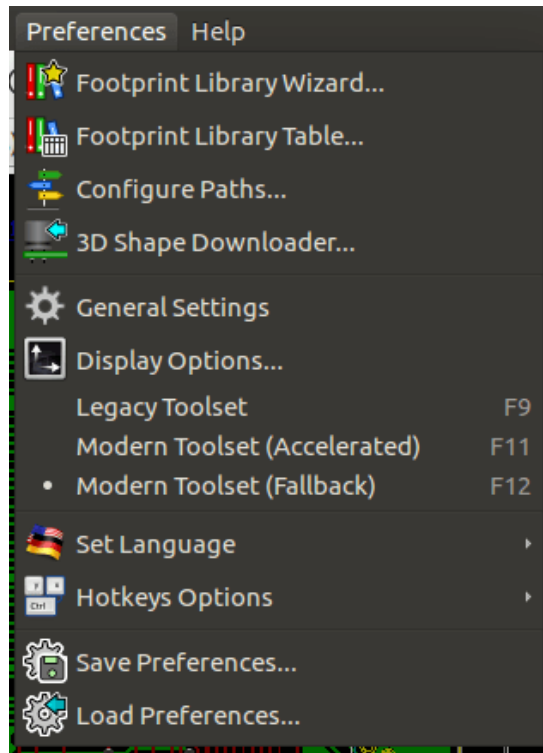 Preferences Help
Footprint Library Wizard...
Footprint Library Table...
Configure Paths...
3D Shape Downloader...
General Settings
Display Options...
Legacy Toolset F9
Modern Toolset (Accelerated) F11
Modern Toolset (Fallback) F12
Set Language
Hotkeys Options
Ctrl
Save Preferences...
Load Preferences...